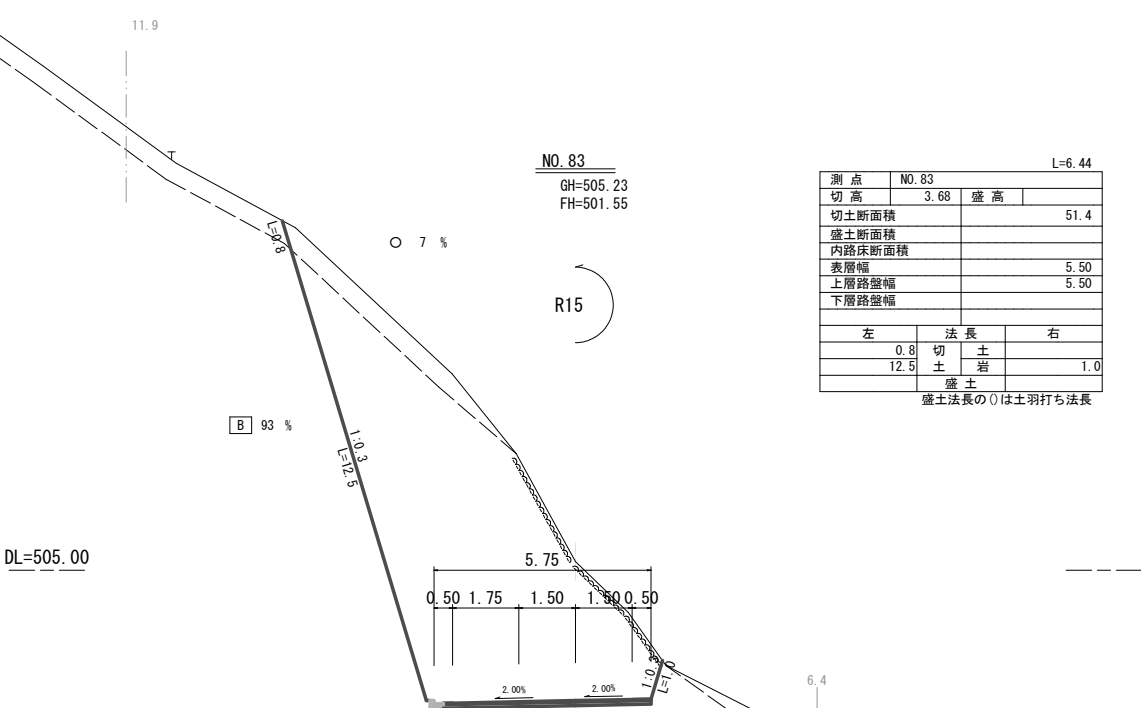 11.9
NO.83
GH=505.23
FH=501.55
L=0.8
○ 7 %
R15
B 93 %
1:0.3
L=12.5
DL=505.00
5.75
0.50 1.75 1.50 1.50 0.50
2.00% 2.00%
1:0.3
L=1.0
6.4
L=6.44
測点 NO.83
切高 3.68 盛高
切土断面積 51.4
盛土断面積
内路床断面積
表層幅 5.50
上層路盤幅 5.50
下層路盤幅
左 法長 右
0.8 切 土
12.5 土 岩 1.0
盛土
盛土法長の()は土羽打ち法長